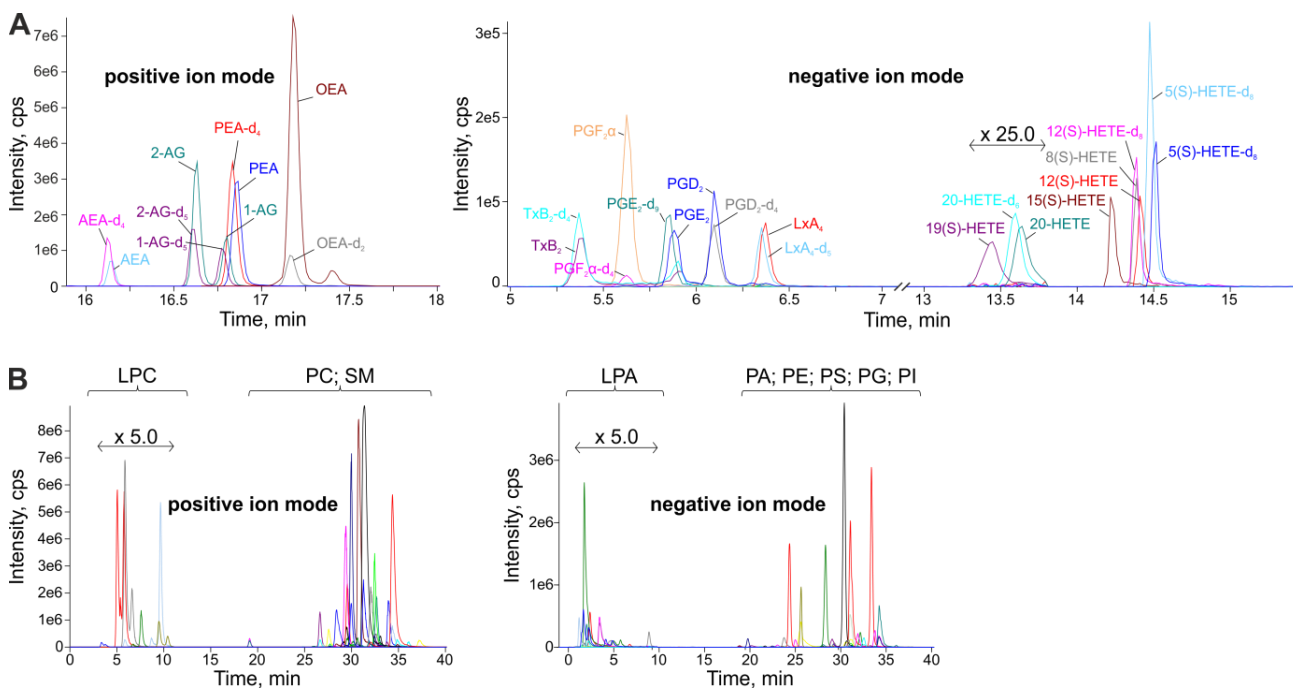 A
Intensity, cps
7e6
6e6
5e6
4e6
3e6
2e6
1e6
0
positive ion mode
OEA
PEA-d₄
2-AG
PEA
2-AG-d₅
1-AG
AEA-d₄
AEA
1-AG-d₅
OEA-d₂
16
16.5
17
17.5
18
Time, min
Intensity, cps
3e5
2e5
1e5
0
negative ion mode
PGF₂α
TxB₂-d₄
TxB₂
PGF₂α-d₄
PGE₂-d₉
PGE₂
PGD₂
PGD₂-d₄
LxA₄
LxA₄-d₅
x 25.0
20-HETE-d₆
19(S)-HETE
20-HETE
12(S)-HETE-d₈
8(S)-HETE
12(S)-HETE
15(S)-HETE
5(S)-HETE-d₈
5(S)-HETE-d₈
5
5.5
6
6.5
7
13
13.5
14
14.5
15
Time, min
B
LPC
PC; SM
x 5.0
positive ion mode
Intensity, cps
8e6
7e6
6e6
5e6
4e6
3e6
2e6
1e6
0
0
5
10
15
20
25
30
35
40
Time, min
LPA
PA; PE; PS; PG; PI
x 5.0
negative ion mode
Intensity, cps
3e6
2e6
1e6
0
0
5
10
15
20
25
30
35
40
Time, min